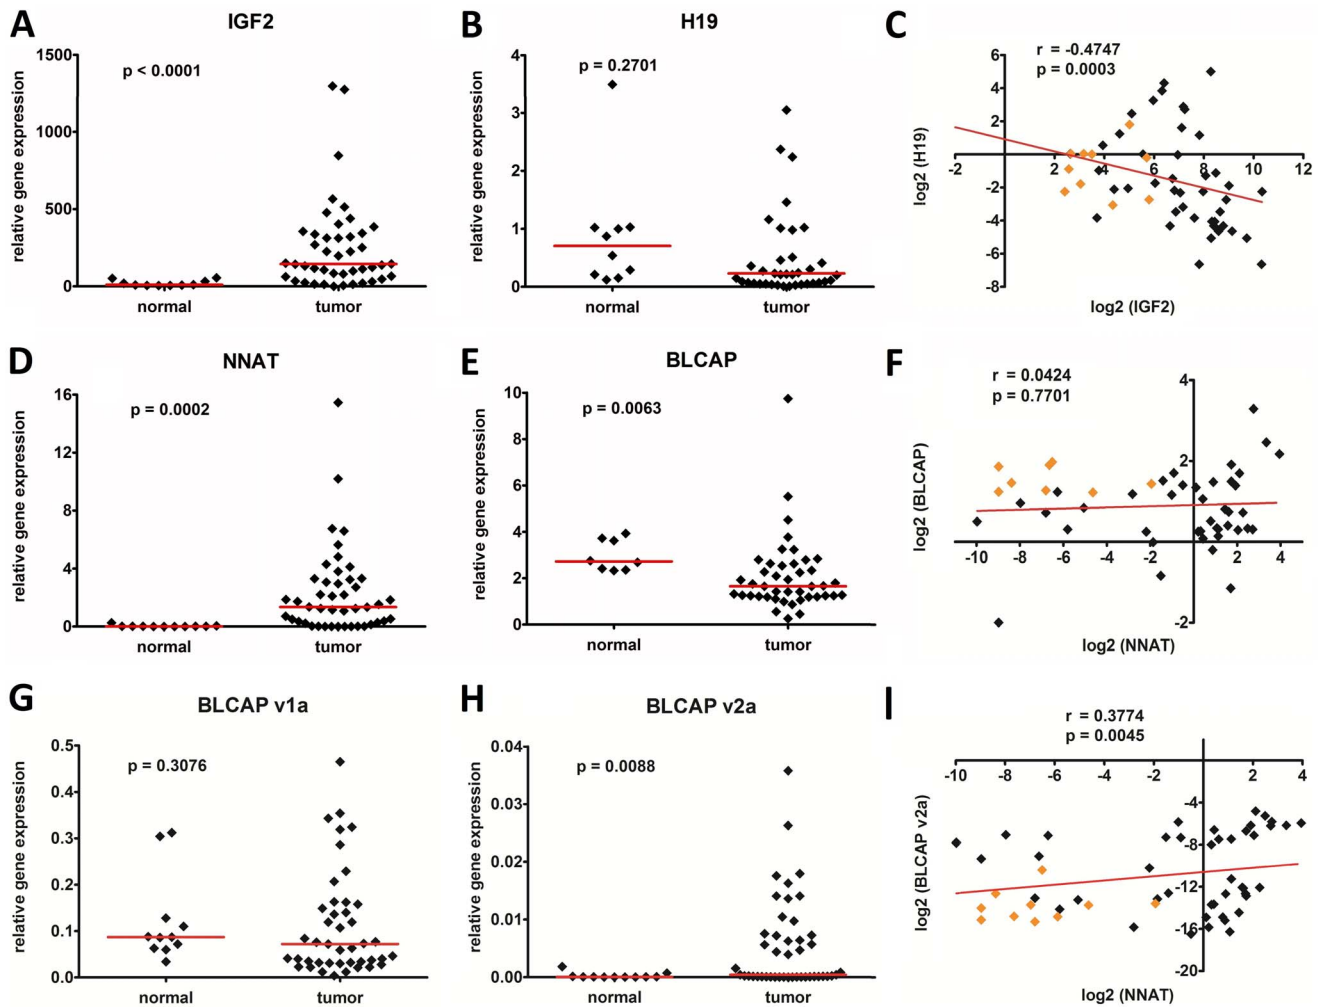 A
IGF2
p < 0.0001
relative gene expression
1500
1000
500
0
normal
tumor
B
H19
p = 0.2701
relative gene expression
4
3
2
1
0
normal
tumor
C
r = -0.4747
p = 0.0003
log2 (H19)
6
4
2
-2
-4
-6
-8
-2
2
4
6
8
10
12
log2 (IGF2)
D
NNAT
p = 0.0002
relative gene expression
16
12
8
4
0
normal
tumor
E
BLCAP
p = 0.0063
relative gene expression
10
8
6
4
2
0
normal
tumor
F
r = 0.0424
p = 0.7701
log2 (BLCAP)
4
2
-2
-10
-8
-6
-4
-2
2
4
log2 (NNAT)
G
BLCAP v1a
p = 0.3076
relative gene expression
0.5
0.4
0.3
0.2
0.1
0.0
normal
tumor
H
BLCAP v2a
p = 0.0088
relative gene expression
0.04
0.03
0.02
0.01
0.00
normal
tumor
I
r = 0.3774
p = 0.0045
log2 (BLCAP v2a)
-10
-8
-6
-4
-2
2
4
-4
-8
-12
-16
-20
log2 (NNAT)